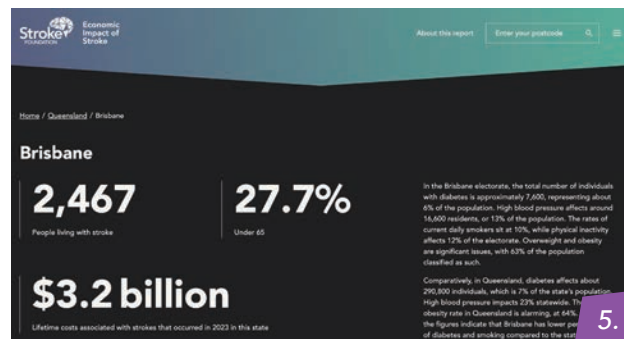 Stroke
FOUNDATION
Economic
Impact of
Stroke
About this report
Enter your postcode
Home / Queensland / Brisbane
Brisbane
2,467
People living with stroke
27.7%
Under 65
$3.2 billion
Lifetime costs associated with strokes that occurred in 2023 in this state
In the Brisbane electorate, the total number of individuals
with diabetes is approximately 7,600, representing about
6% of the population. High blood pressure affects around
16,600 residents, or 13% of the population. The rates of
current daily smokers sit at 10%, while physical inactivity
affects 12% of the electorate. Overweight and obesity
are significant issues, with 63% of the population
classified as such.
Comparatively, in Queensland, diabetes affects about
290,800 individuals, which is 7% of the state's population.
High blood pressure impacts 23% statewide. The
obesity rate in Queensland is alarming, at 64%.
the figures indicate that Brisbane has lower
of diabetes and smoking compared to the
5.